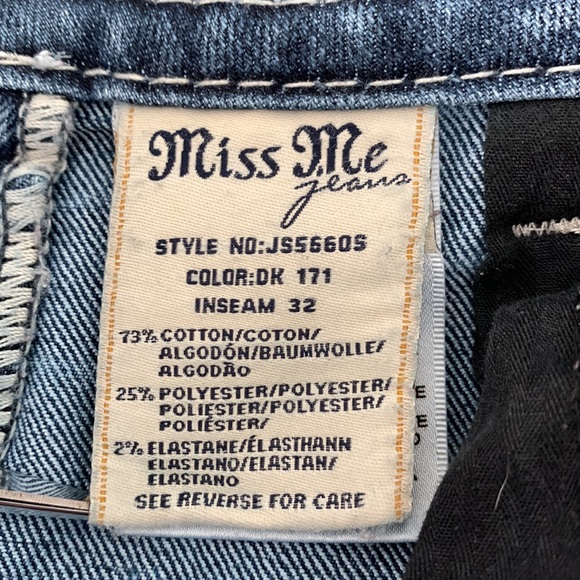 Miss Me
jeans
STYLE NO:JS5660S
COLOR:DK 171
INSEAM 32
73% COTTON/COTON/
ALGODÓN/BAUMWOLLE/
ALGODÃO
25% POLYESTER/POLYESTER/
POLIESTER/POLYESTER/
POLIÉSTER/
2% ELASTANE/ÉLASTHANN
ELASTANO/ELASTAN/
ELASTANO
SEE REVERSE FOR CARE